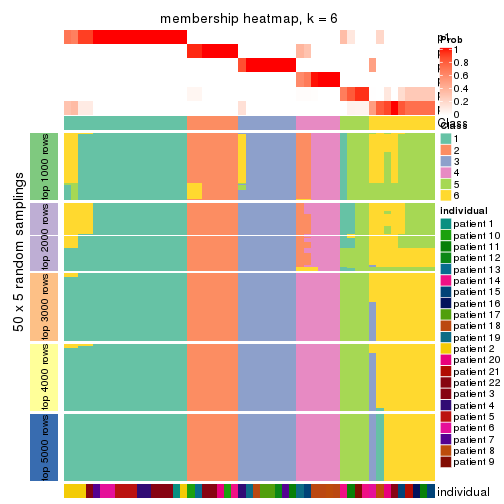 membership heatmap, k = 6
Prob
1
0.8
0.6
0.4
0.2
0
Class
Class
1
2
3
4
5
6
individual
patient 1
patient 10
patient 11
patient 12
patient 13
patient 14
patient 15
patient 16
patient 17
patient 18
patient 19
patient 2
patient 20
patient 21
patient 22
patient 3
patient 4
patient 5
patient 6
patient 7
patient 8
patient 9
50 x 5 random samplings
top 1000 rows
top 2000 rows
top 3000 rows
top 4000 rows
top 5000 rows
individual